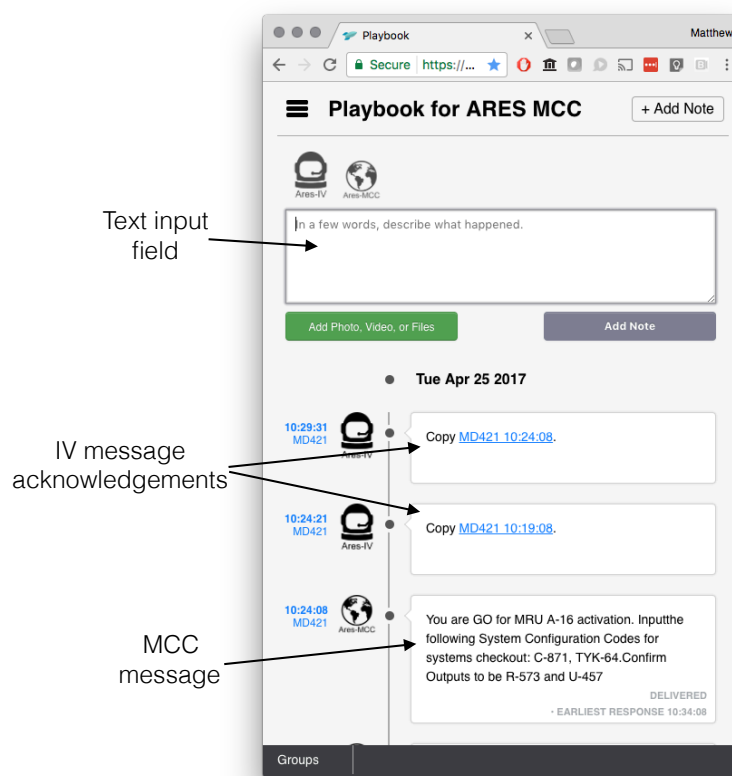 Playbook
Matthew
Secure https://...
Playbook for ARES MCC
+ Add Note
Ares-IV
Ares-MCC
Text input
field
In a few words, describe what happened.
Add Photo, Video, or Files
Add Note
Tue Apr 25 2017
10:29:31
MD421
Ares-IV
Copy MD421 10:24:08.
IV message
acknowledgements
10:24:21
MD421
Ares-IV
Copy MD421 10:19:08.
10:24:08
MD421
Ares-MCC
You are GO for MRU A-16 activation. Inputthe
following System Configuration Codes for
systems checkout: C-871, TYK-64.Confirm
Outputs to be R-573 and U-457
MCC
message
DELIVERED
- EARLIEST RESPONSE 10:34:08
Groups